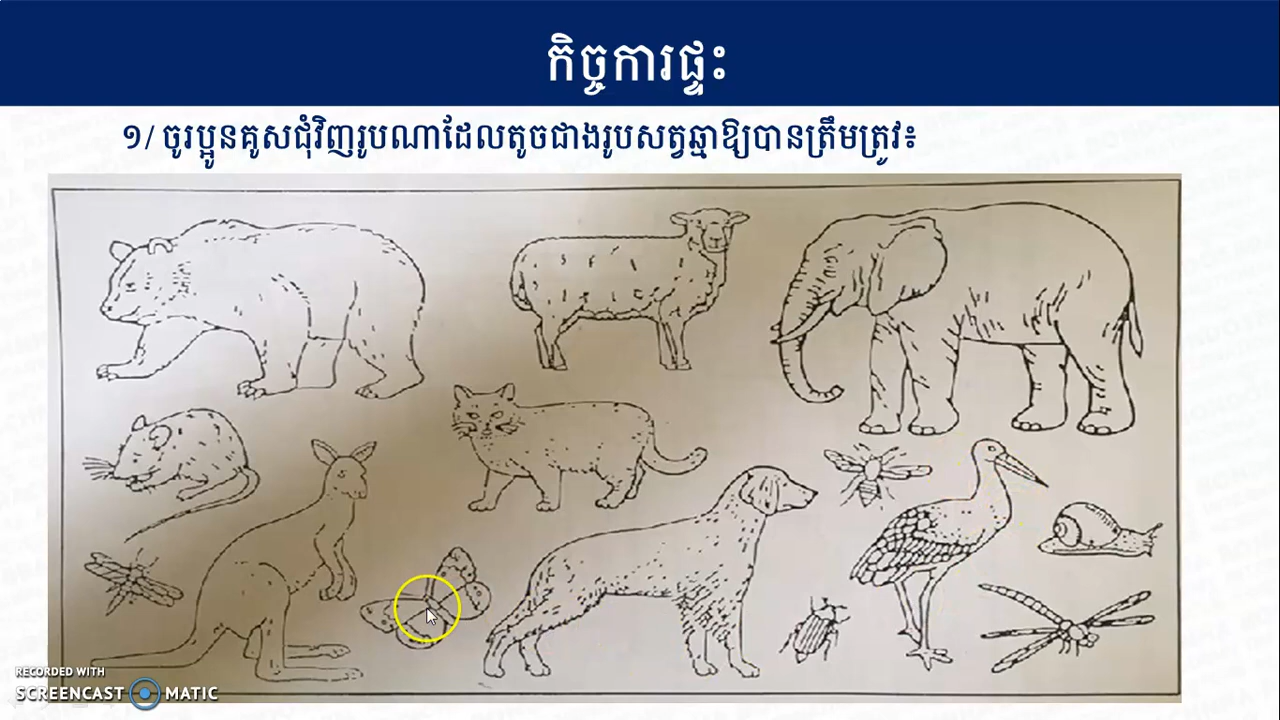 កិច្ចការផ្ទះ
១/ ចូរប្អូនគូសជុំវិញរូបណាដែលតូចជាងរូបសត្វឆ្មាឱ្យបានត្រឹមត្រូវ៖
RECORDED WITH
SCREENCAST MATIC